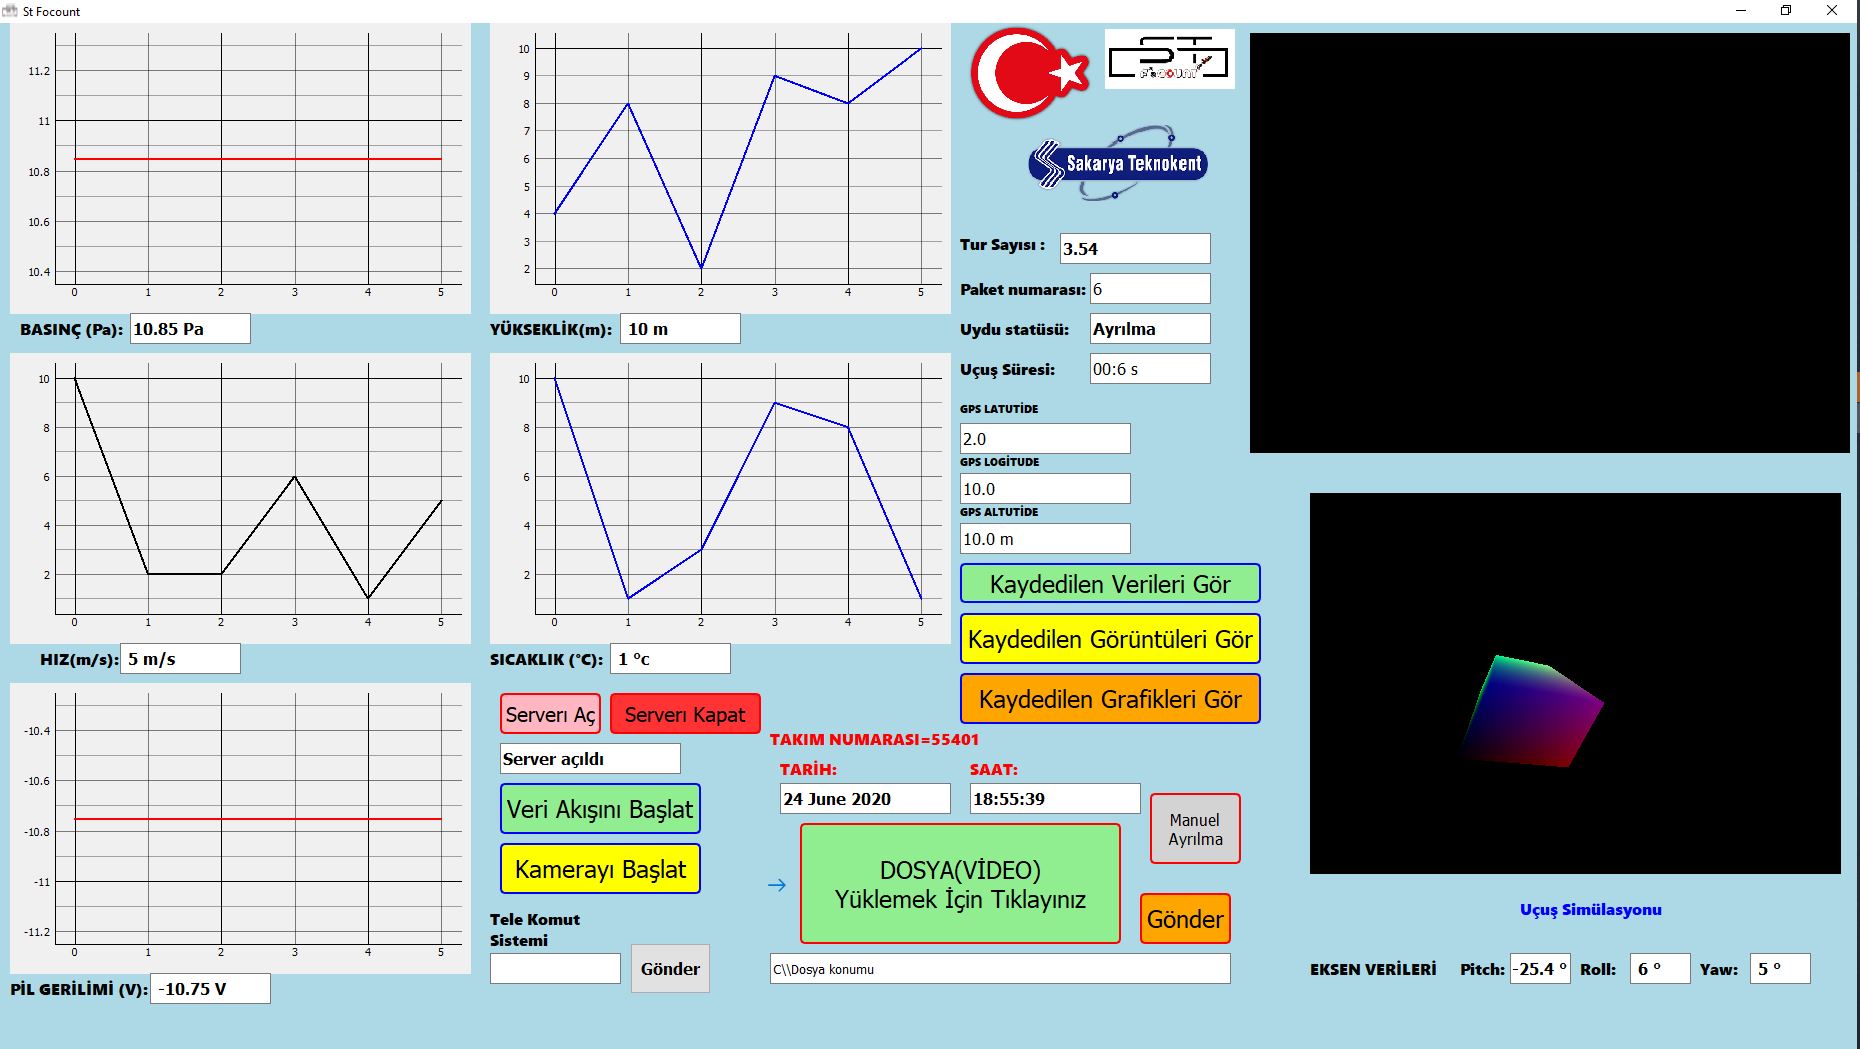 St Focount
11.2
11
10.8
10.6
10.4
0 1 2 3 4 5
BASINÇ (Pa): 10.85 Pa
10
9
8
7
6
5
4
3
2
0 1 2 3 4 5
YÜKSEKLİK(m): 10 m
10
8
6
4
2
0 1 2 3 4 5
HIZ(m/s): 5 m/s
10
8
6
4
2
0 1 2 3 4 5
SICAKLIK (°C): 1 °c
-10.4
-10.6
-10.8
-11
-11.2
0 1 2 3 4 5
PİL GERİLİMİ (V): -10.75 V
ST
FOCOUNT
Sakarya Teknokent
Tur Sayısı : 3.54
Paket numarası: 6
Uydu statüsü: Ayrılma
Uçuş Süresi: 00:6 s
GPS LATUTİDE
2.0
GPS LOGİTUDE
10.0
GPS ALTUTİDE
10.0 m
Kaydedilen Verileri Gör
Kaydedilen Görüntüleri Gör
Kaydedilen Grafikleri Gör
Serverı Aç Serverı Kapat
Server açıldı
Veri Akışını Başlat
Kamerayı Başlat
Tele Komut
Sistemi
Gönder
TAKIM NUMARASI=55401
TARİH: SAAT:
24 June 2020 18:55:39
Manuel
Ayrılma
DOSYA(VİDEO)
Yüklemek İçin Tıklayınız
Gönder
C\\Dosya konumu
Uçuş Simülasyonu
EKSEN VERİLERİ Pitch: -25.4 ° Roll: 6 ° Yaw: 5 °